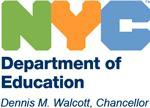 NYC
Department of
Education
Dennis M. Walcott, Chancellor